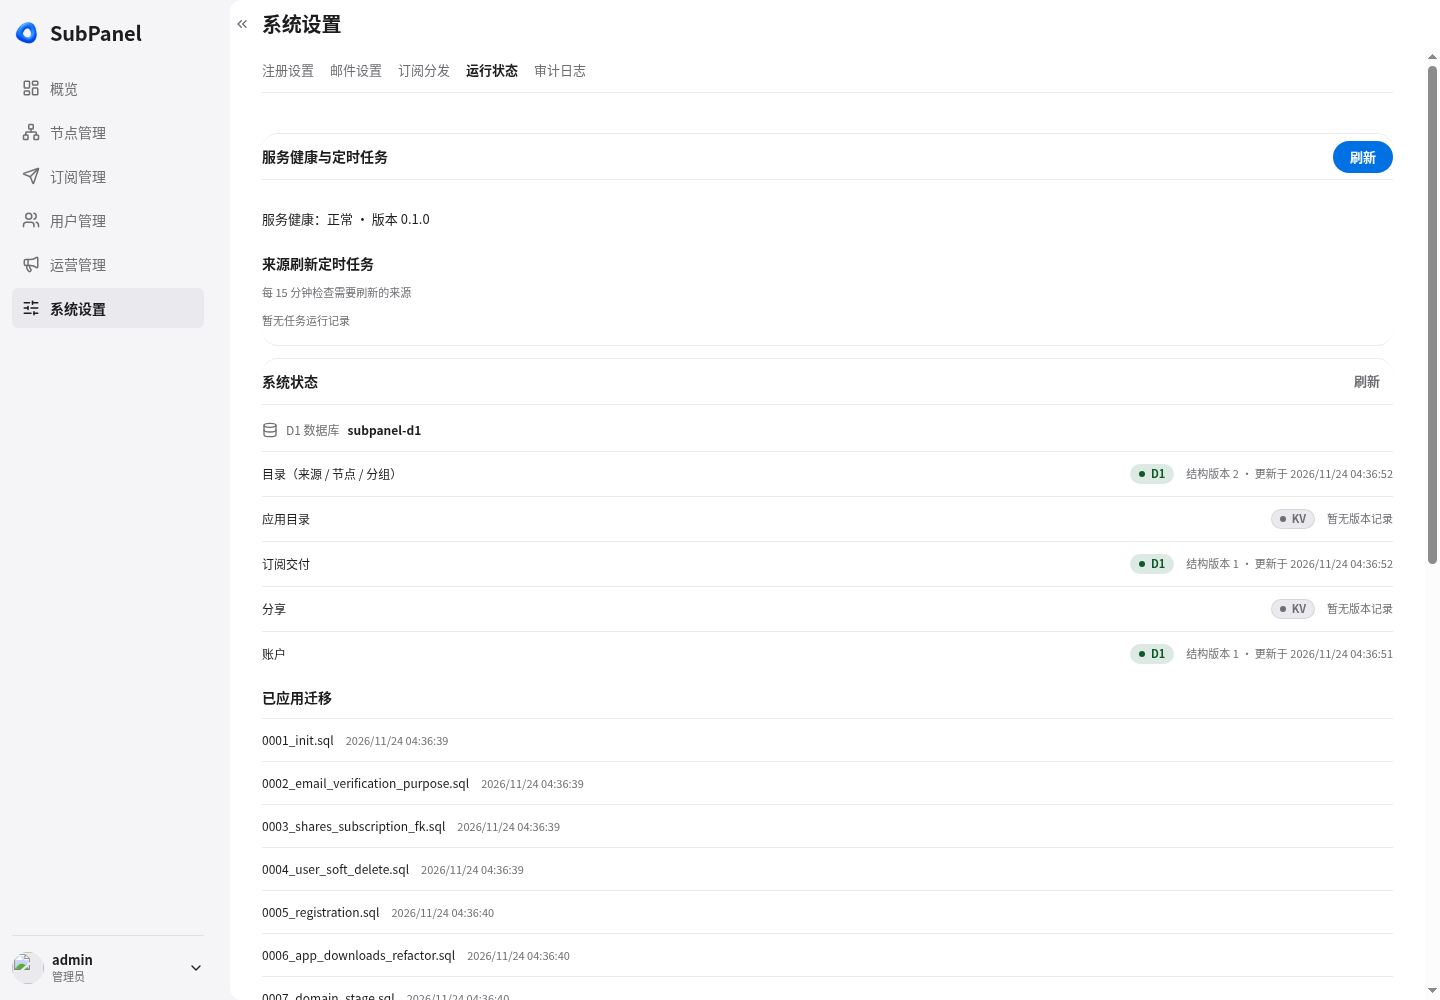 SubPanel
概览
节点管理
订阅管理
用户管理
运营管理
系统设置
admin
管理员
系统设置
注册设置 邮件设置 订阅分发 运行状态 审计日志
服务健康与定时任务 刷新
服务健康：正常 · 版本 0.1.0
来源刷新定时任务
每 15 分钟检查需要刷新的来源
暂无任务运行记录
系统状态 刷新
D1 数据库 subpanel-d1
目录（来源 / 节点 / 分组） D1 结构版本 2 · 更新于 2026/11/24 04:36:52
应用目录 KV 暂无版本记录
订阅交付 D1 结构版本 1 · 更新于 2026/11/24 04:36:52
分享 KV 暂无版本记录
账户 D1 结构版本 1 · 更新于 2026/11/24 04:36:51
已应用迁移
0001_init.sql 2026/11/24 04:36:39
0002_email_verification_purpose.sql 2026/11/24 04:36:39
0003_shares_subscription_fk.sql 2026/11/24 04:36:39
0004_user_soft_delete.sql 2026/11/24 04:36:39
0005_registration.sql 2026/11/24 04:36:40
0006_app_downloads_refactor.sql 2026/11/24 04:36:40
0007_domain_stage.sql 2026/11/24 04:36:40